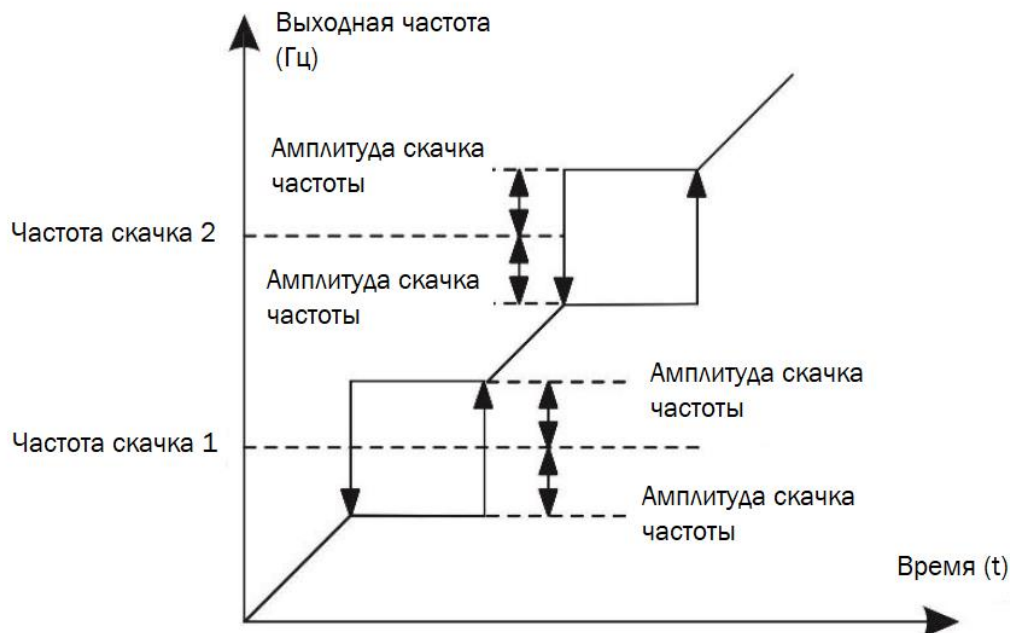 Выходная частота
(Гц)
Амплитуда скачка
частоты
Частота скачка 2
Амплитуда скачка
частоты
Амплитуда скачка
частоты
Частота скачка 1
Амплитуда скачка
частоты
Время (t)